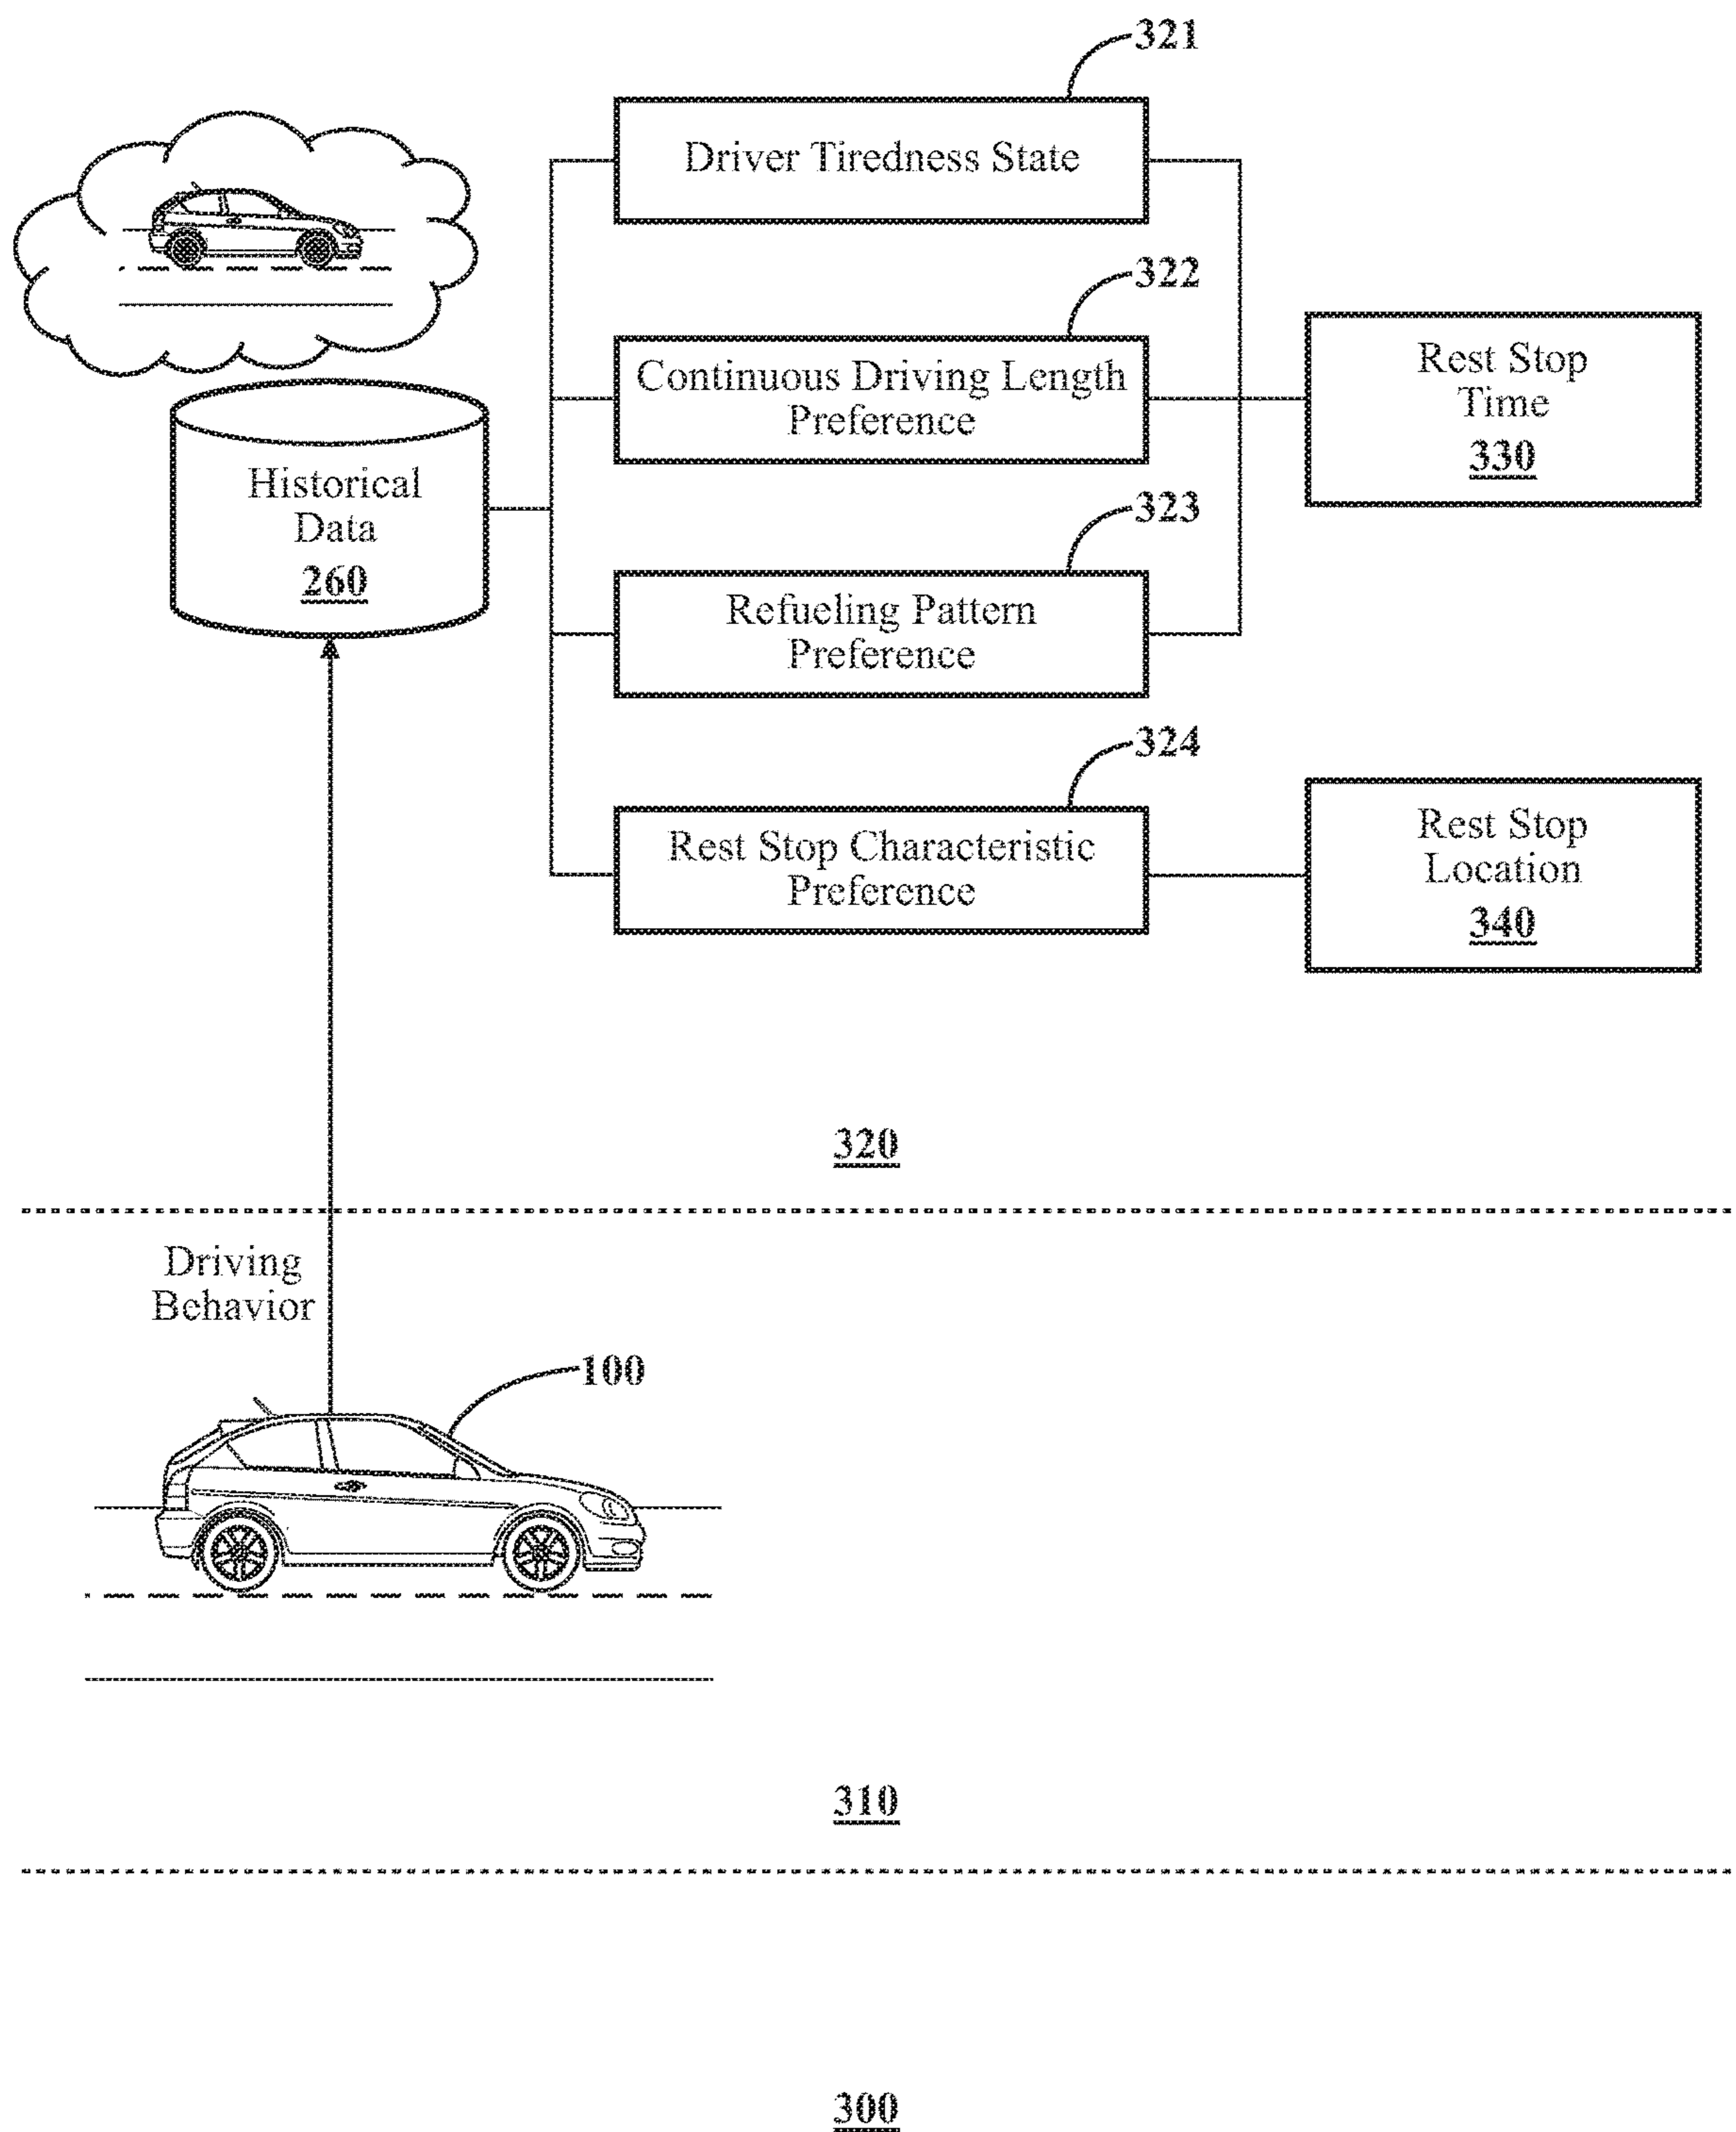 321
Driver Tiredness State
322
Continuous Driving Length
Preference
Rest Stop
Time
330
Historical
Data
260
323
Refueling Pattern
Preference
324
Rest Stop Characteristic
Preference
Rest Stop
Location
340
320
Driving
Behavior
100
310
300